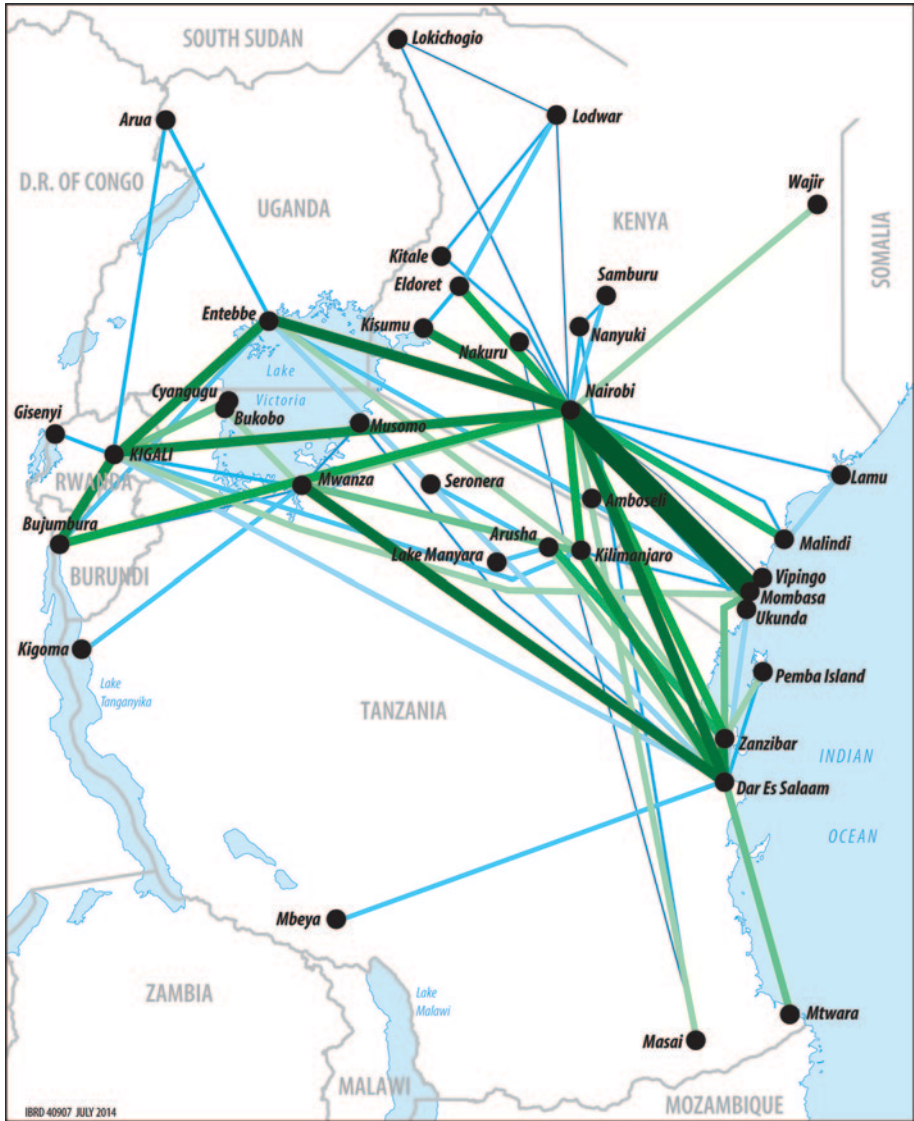 SOUTH SUDAN
Lokichogio
Arua
Lodwar
D.R. OF CONGO
Wajir
UGANDA
KENYA
SOMALIA
Kitale
Samburu
Eldoret
Entebbe
Kisumu
Nanyuki
Nakuru
Lake
Victoria
Nairobi
Cyangugu
Bukobo
Gisenyi
Musomo
KIGALI
RWANDA
Mwanza
Seronera
Amboseli
Lamu
Bujumbura
Arusha
Malindi
Lake Manyara
Kilimanjaro
BURUNDI
Vipingo
Mombasa
Ukunda
Kigoma
Lake
Tanganyika
Pemba Island
TANZANIA
Zanzibar
INDIAN
Dar Es Salaam
OCEAN
Mbeya
ZAMBIA
Lake
Malawi
Mtwara
Masai
MALAWI
MOZAMBIQUE
IBRD 40907 JULY 2014